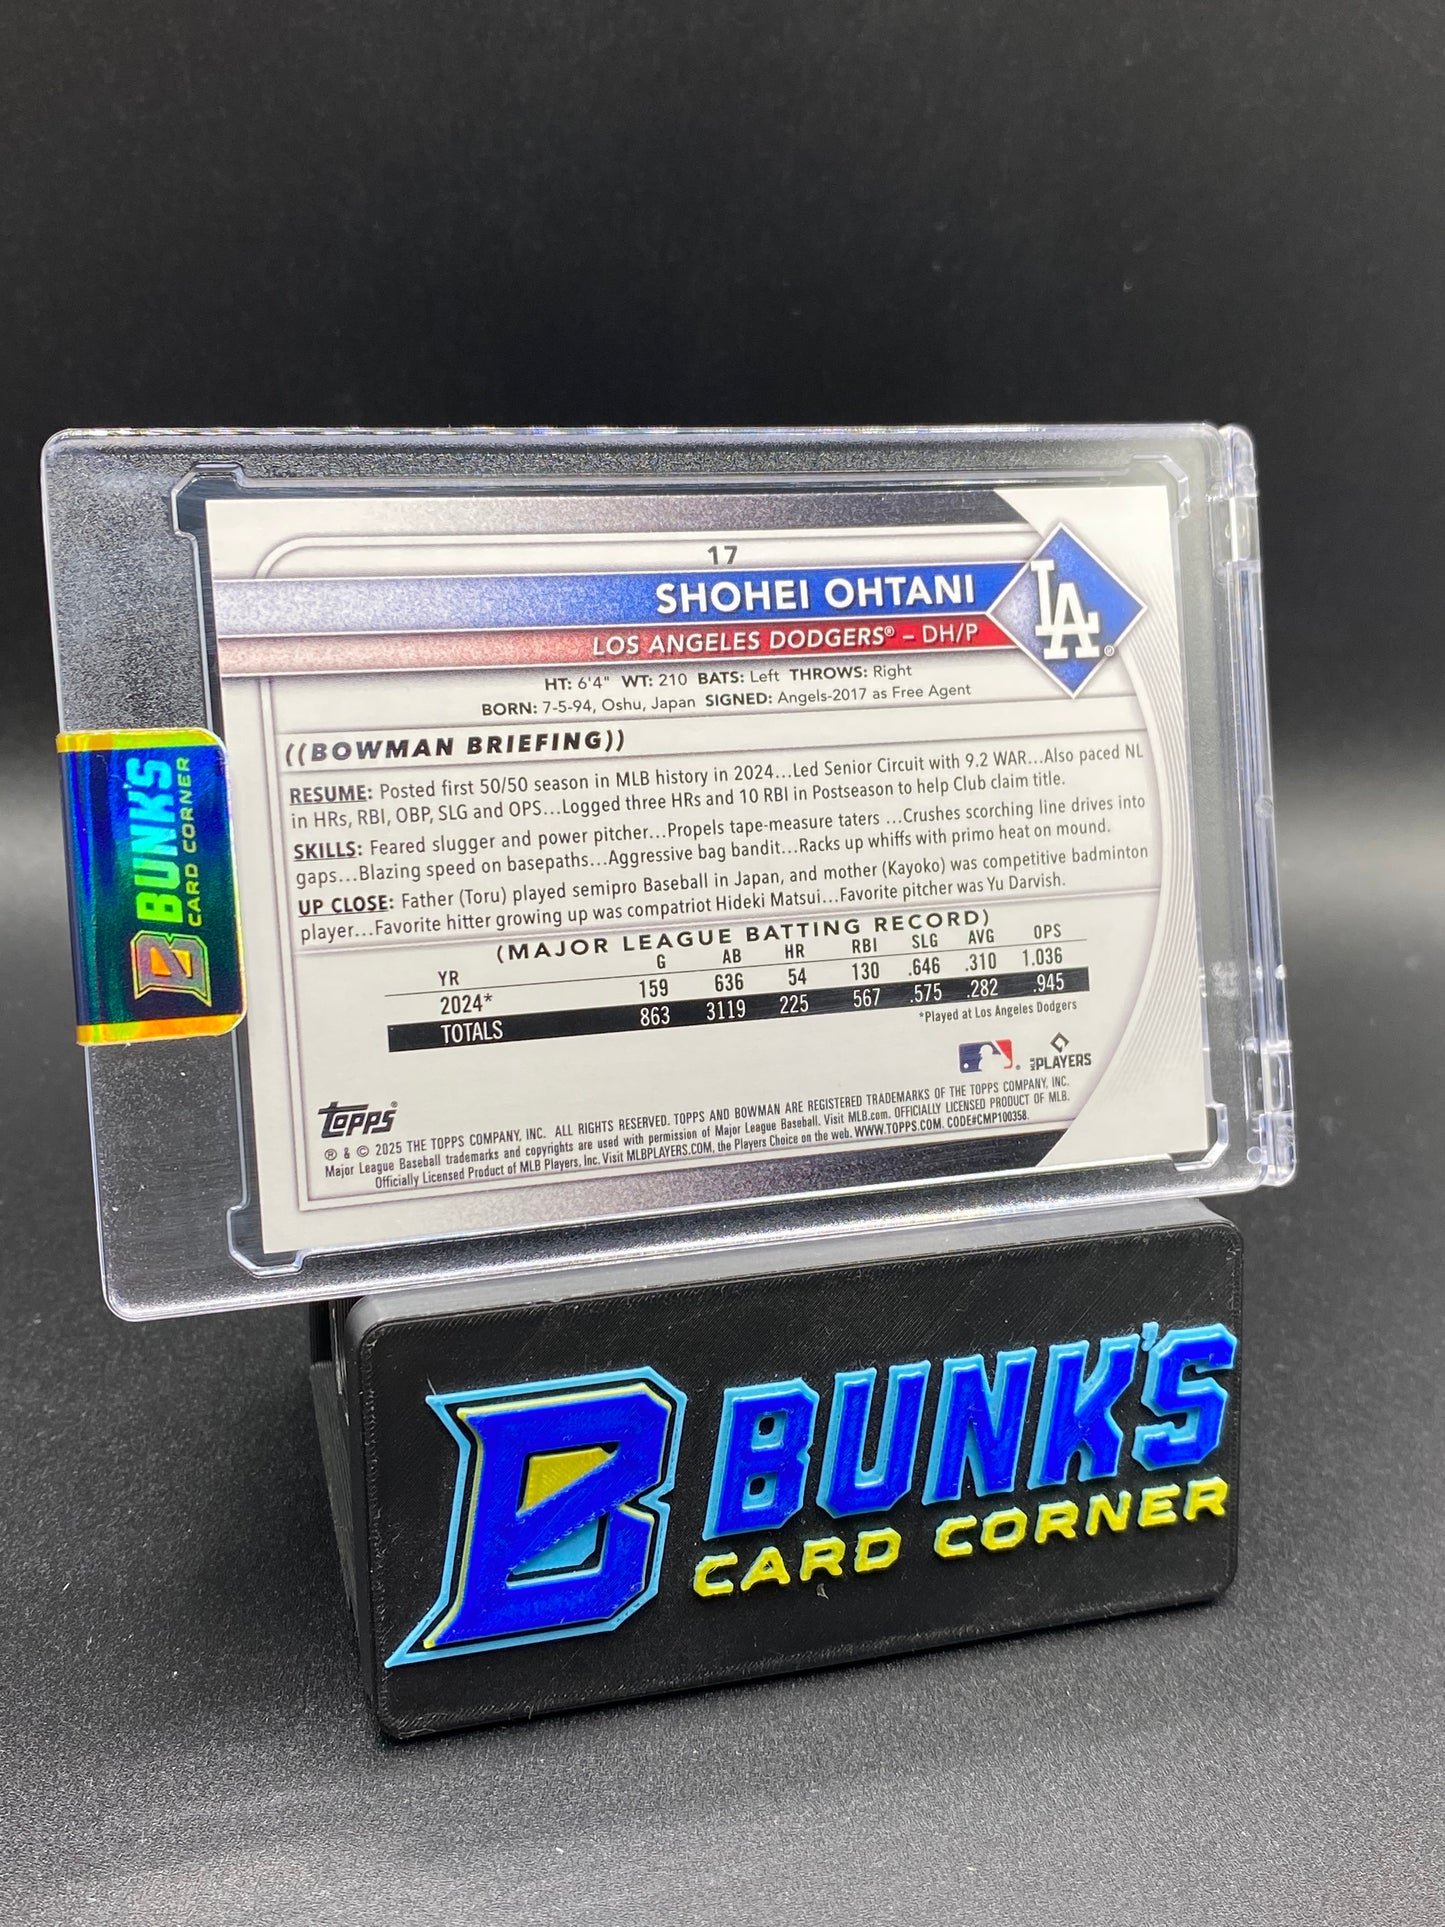 17
SHOHEI OHTANI
LOS ANGELES DODGERS® – DH/P
LA®
HT: 6'4" WT: 210 BATS: Left THROWS: Right
BORN: 7-5-94, Oshu, Japan SIGNED: Angels-2017 as Free Agent
((BOWMAN BRIEFING))
RESUME: Posted first 50/50 season in MLB history in 2024...Led Senior Circuit with 9.2 WAR...Also paced NL
in HRs, RBI, OBP, SLG and OPS...Logged three HRs and 10 RBI in Postseason to help Club claim title.
SKILLS: Feared slugger and power pitcher...Propels tape-measure taters ...Crushes scorching line drives into
gaps...Blazing speed on basepaths...Aggressive bag bandit...Racks up whiffs with primo heat on mound.
UP CLOSE: Father (Toru) played semipro Baseball in Japan, and mother (Kayoko) was competitive badminton
player...Favorite hitter growing up was compatriot Hideki Matsui...Favorite pitcher was Yu Darvish.
(MAJOR LEAGUE BATTING RECORD)
YR G AB HR RBI SLG AVG OPS
2024* 159 636 54 130 .646 .310 1.036
TOTALS 863 3119 225 567 .575 .282 .945
*Played at Los Angeles Dodgers
MLB PLAYERS
topps®
® & © 2025 THE TOPPS COMPANY, INC. ALL RIGHTS RESERVED. TOPPS AND BOWMAN ARE REGISTERED TRADEMARKS OF THE TOPPS COMPANY, INC.
Major League Baseball trademarks and copyrights are used with permission of Major League Baseball. Visit MLB.com. OFFICIALLY LICENSED PRODUCT OF MLB.
Officially Licensed Product of MLB Players, Inc. Visit MLBPLAYERS.COM, the Players Choice on the web. WWW.TOPPS.COM. CODE#CMP100358.
B BUNK'S
CARD CORNER
B BUNK'S
CARD CORNER